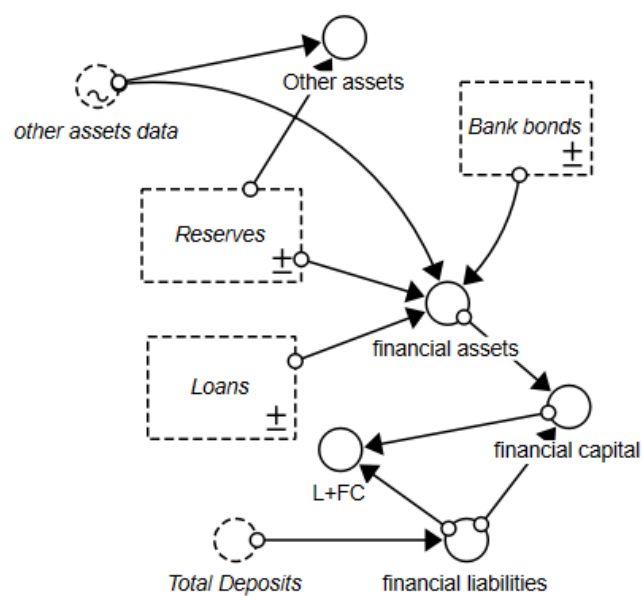 Other assets
other assets data
Bank bonds
±
Reserves
±
financial assets
Loans
±
financial capital
L+FC
Total Deposits
financial liabilities